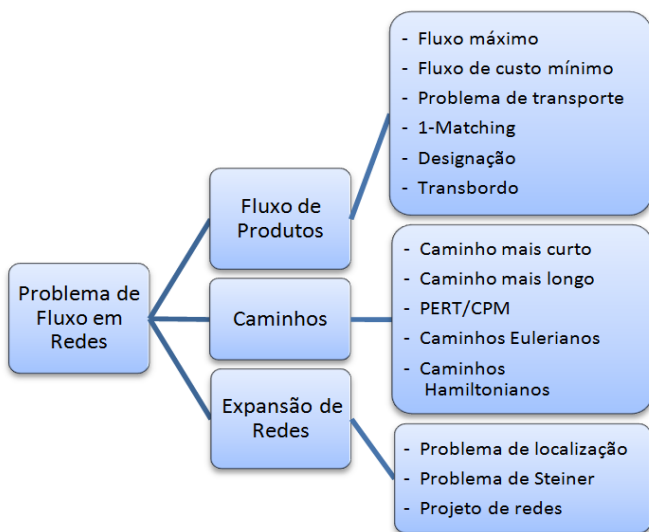 - Fluxo máximo
- Fluxo de custo mínimo
- Problema de transporte
- 1-Matching
- Designação
- Transbordo
Fluxo de
Produtos
- Caminho mais curto
- Caminho mais longo
- PERT/CPM
- Caminhos Eulerianos
- Caminhos
Hamiltonianos
Problema de
Fluxo em
Redes
Caminhos
Expansão de
Redes
- Problema de localização
- Problema de Steiner
- Projeto de redes